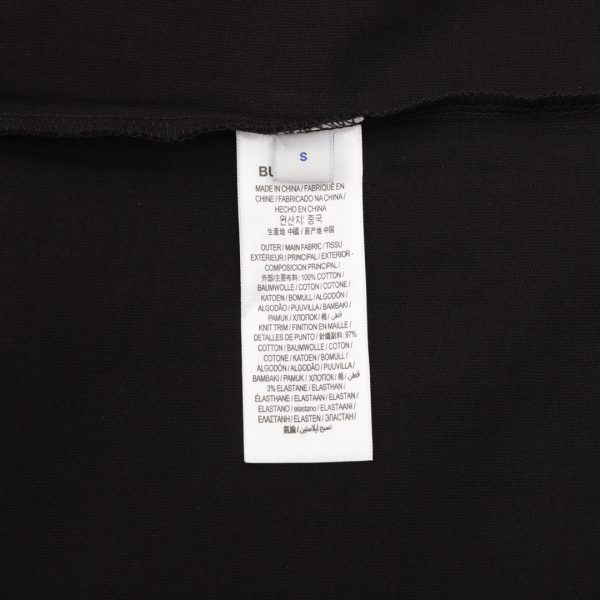 S
BU
MADE IN CHINA / FABRIQUÉ EN
CHINE / FABRICADO NA CHINA /
HECHO EN CHINA
원산지: 중국
生產地 中國 / 原产地 中国
OUTER / MAIN FABRIC / TISSU
EXTÉRIEUR / PRINCIPAL / EXTERIOR -
COMPOSICION PRINCIPAL /
外部/主要布料: 100% COTTON /
BAUMWOLLE / COTON / COTONE /
KATOEN / BOMULL / ALGODÓN /
ALGODÃO / PUUVILLA / BAMBAKI /
PAMUK / ХЛОПОК / 棉 / قطن /
KNIT TRIM / FINITION EN MAILLE /
DETALLES DE PUNTO / 針織副料: 97%
COTTON / BAUMWOLLE / COTON /
COTONE / KATOEN / BOMULL /
ALGODÓN / ALGODÃO / PUUVILLA /
BAMBAKI / PAMUK / ХЛОПОК / 棉 / قطن /
3% ELASTANE / ELASTHAN /
ÉLASTHANE / ELASTAAN / ELASTAN /
ELASTANO / elastano / ELASTAANI /
ΕΛΑΣΤΑΝΗ / ELASTEN / ЭЛАСТАН /
氨綸 / نسيج إيلاستين /